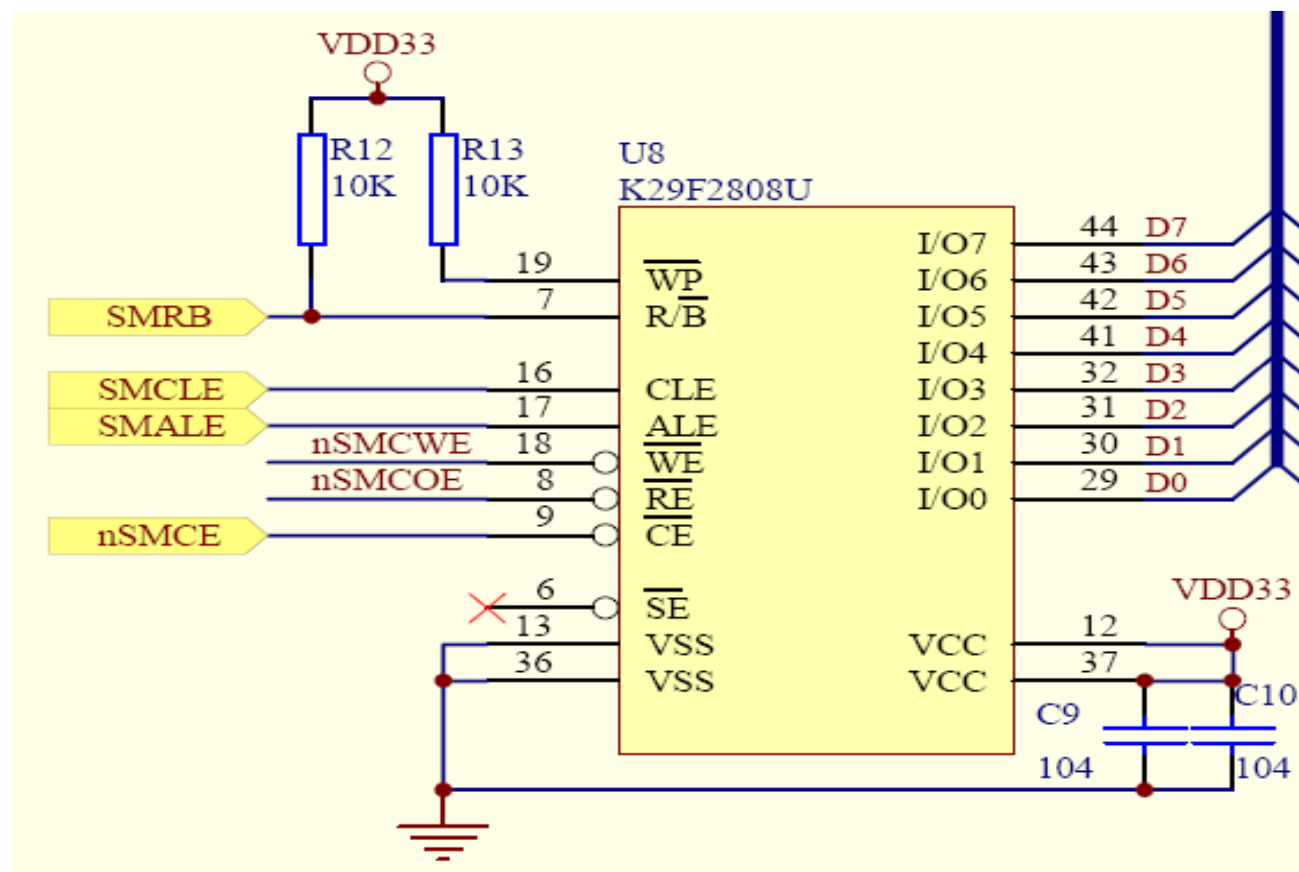 VDD33
R12
10K
R13
10K
U8
K29F2808U
44 D7
I/O7
43 D6
I/O6
19
WP
42 D5
I/O5
SMRB
7
R/B
41 D4
I/O4
32 D3
I/O3
SMCLE
16
CLE
31 D2
I/O2
SMALE
17
ALE
30 D1
I/O1
nSMCWE 18
WE
29 D0
I/O0
nSMCOE 8
RE
nSMCE
9
CE
6
SE
VDD33
13
VSS
VCC
12
36
VSS
VCC
37
C9
104
C10
104